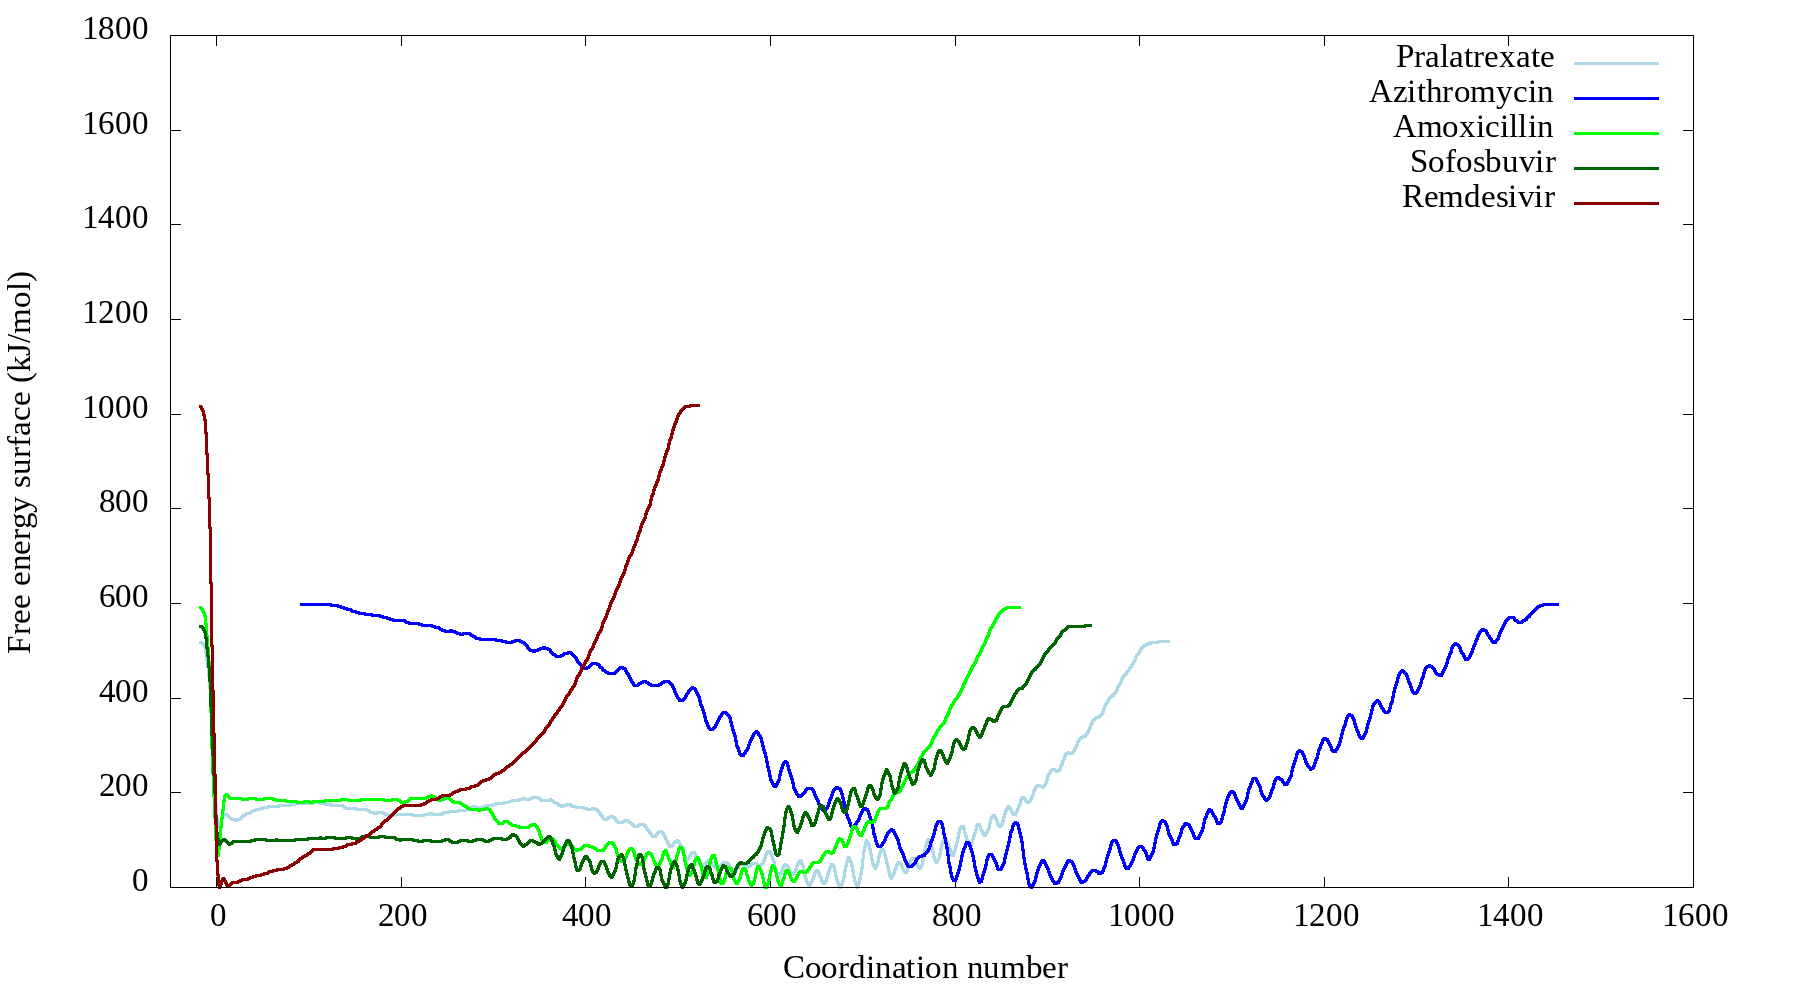 1800
1600
1400
1200
1000
800
600
400
200
0
Free energy surface (kJ/mol)
Pralatrexate
Azithromycin
Amoxicillin
Sofosbuvir
Remdesivir
0 200 400 600 800 1000 1200 1400 1600
Coordination number